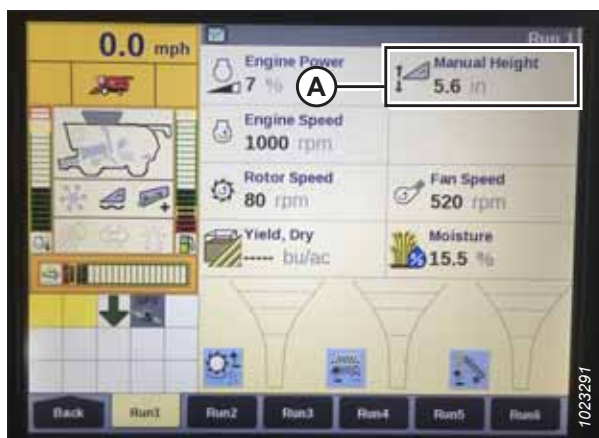 0.0 mph
Run 1
Engine Power
7 %
A
Manual Height
5.6 in
Engine Speed
1000 rpm
Rotor Speed
80 rpm
Fan Speed
520 rpm
Yield, Dry
----- bu/ac
Moisture
15.5 %
Back
Run1
Run2
Run3
Run4
Run5
Run6
1023291